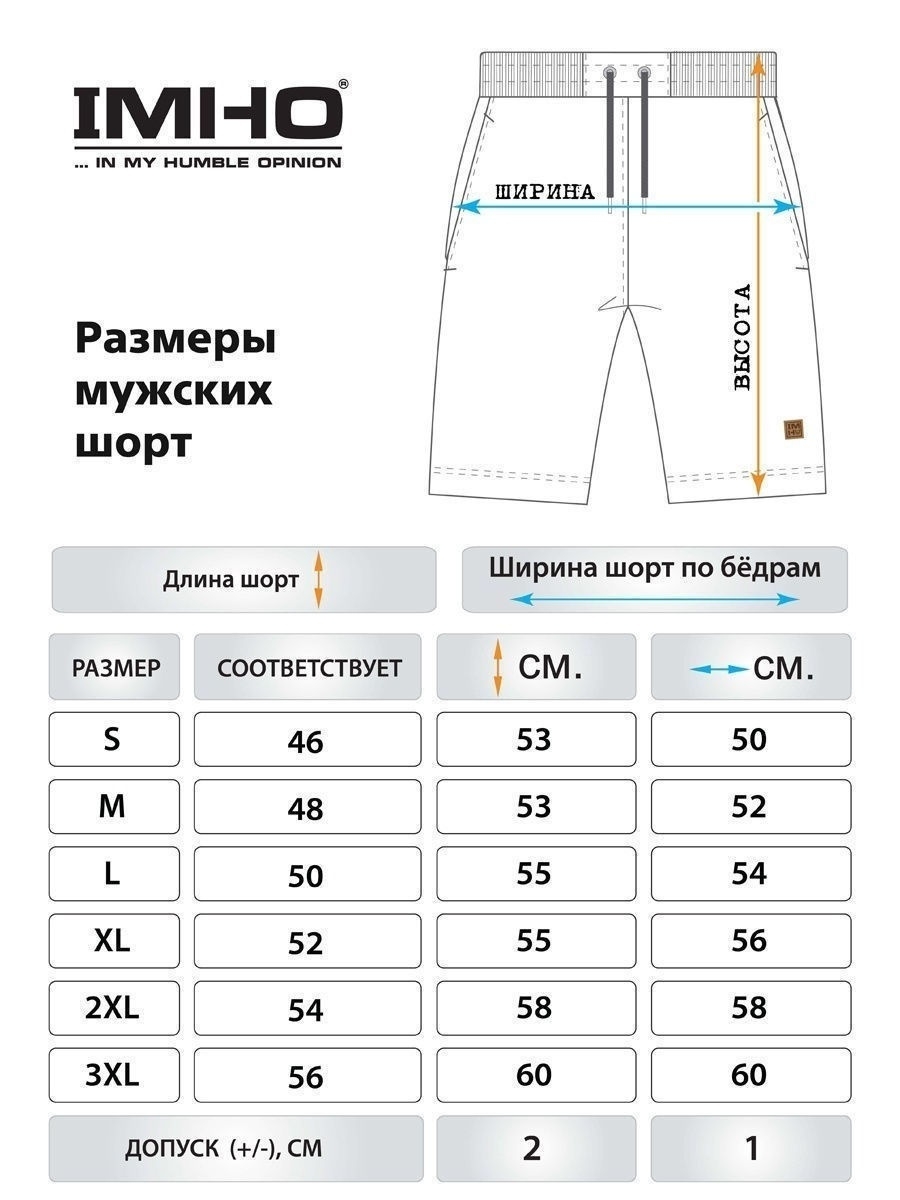 IMHO®
... IN MY HUMBLE OPINION
ШИРИНА
ВЫСОТА
Размеры
мужских
шорт
IM
HO
Длина шорт
Ширина шорт по бёдрам
РАЗМЕР СООТВЕТСТВУЕТ СМ. СМ.
S 46 53 50
M 48 53 52
L 50 55 54
XL 52 55 56
2XL 54 58 58
3XL 56 60 60
ДОПУСК (+/-), СМ 2 1